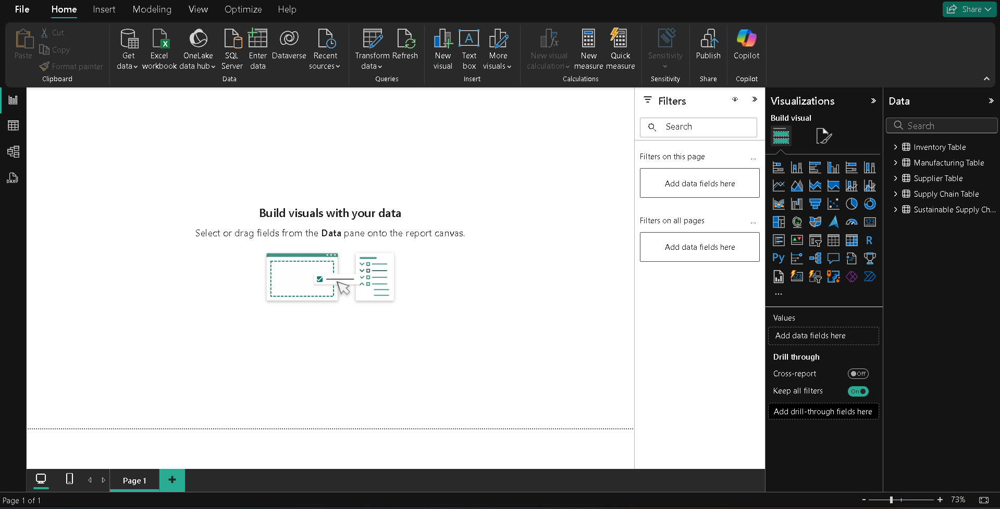 File Home Insert Modeling View Optimize Help
Share
Paste
Cut
Copy
Format painter
Clipboard
Get data
Excel workbook
OneLake data hub
SQL Server
Enter data
Dataverse
Recent sources
Data
Transform data
Refresh
Queries
New visual
Text box
More visuals
Insert
New visual calculation
New measure
Quick measure
Calculations
Sensitivity
Sensitivity
Publish
Share
Copilot
Copilot
DAX
Build visuals with your data
Select or drag fields from the Data pane onto the report canvas.
Filters
Search
Filters on this page ...
Add data fields here
Filters on all pages ...
Add data fields here
Visualizations
Build visual
123
R
Py
123
...
Values
Add data fields here
Drill through
Cross-report Off
Keep all filters On
Add drill-through fields here
Data
Search
Inventory Table
Manufacturing Table
Supplier Table
Supply Chain Table
Sustainable Supply Ch...
Page 1 +
Page 1 of 1
- + 73%